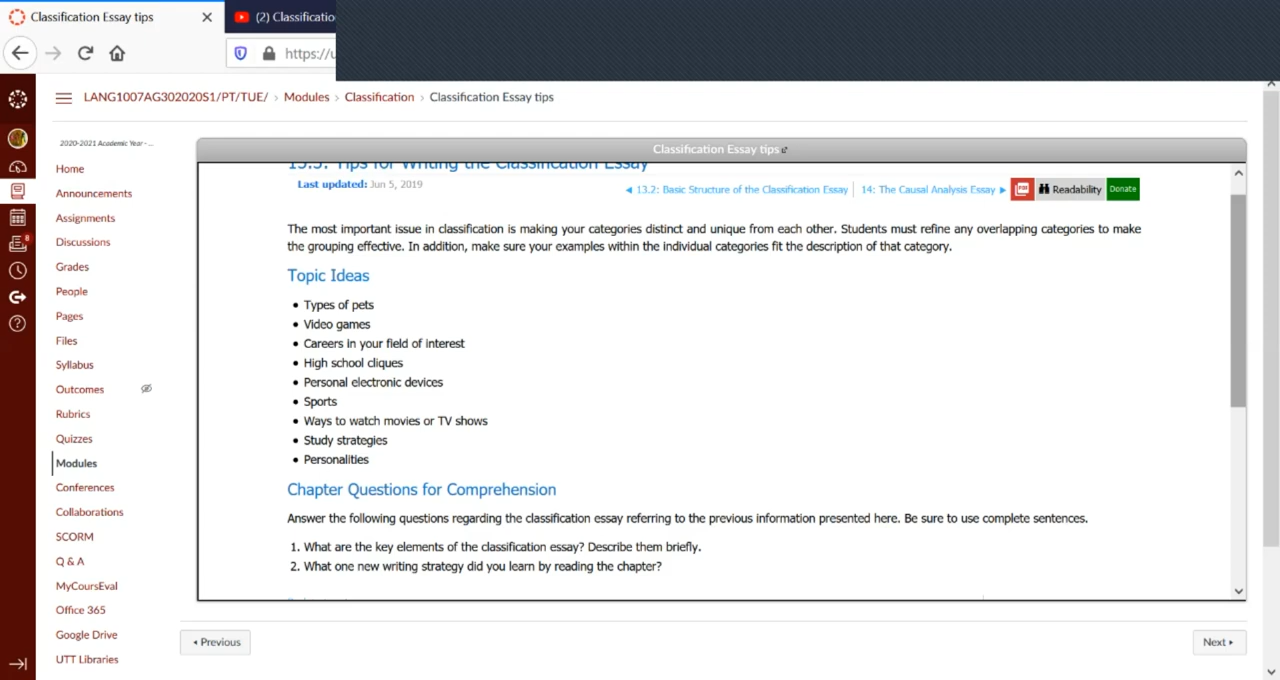 Classification Essay tips
(2) Classificatio
https://u
LANG1007AG302020S1/PT/TUE/ › Modules › Classification › Classification Essay tips
2020-2021 Academic Year - ...
Home
Announcements
Assignments
Discussions
Grades
People
Pages
Files
Syllabus
Outcomes
Rubrics
Quizzes
Modules
Conferences
Collaborations
SCORM
Q & A
MyCoursEval
Office 365
Google Drive
UTT Libraries
8
Classification Essay tips
13.3: Tips for Writing the Classification Essay
Last updated: Jun 5, 2019
◄ 13.2: Basic Structure of the Classification Essay
14: The Causal Analysis Essay ►
PDF
Readability
Donate
The most important issue in classification is making your categories distinct and unique from each other. Students must refine any overlapping categories to make
the grouping effective. In addition, make sure your examples within the individual categories fit the description of that category.
Topic Ideas
• Types of pets
• Video games
• Careers in your field of interest
• High school cliques
• Personal electronic devices
• Sports
• Ways to watch movies or TV shows
• Study strategies
• Personalities
Chapter Questions for Comprehension
Answer the following questions regarding the classification essay referring to the previous information presented here. Be sure to use complete sentences.
1. What are the key elements of the classification essay? Describe them briefly.
2. What one new writing strategy did you learn by reading the chapter?
◂ Previous
Next ▸